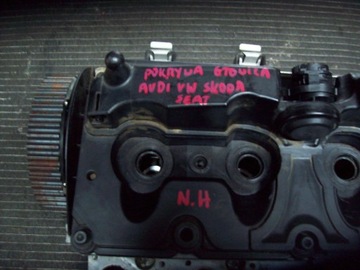 POKRYWA GŁOWICA
AUDI VW SKODA
SEAT
N.H